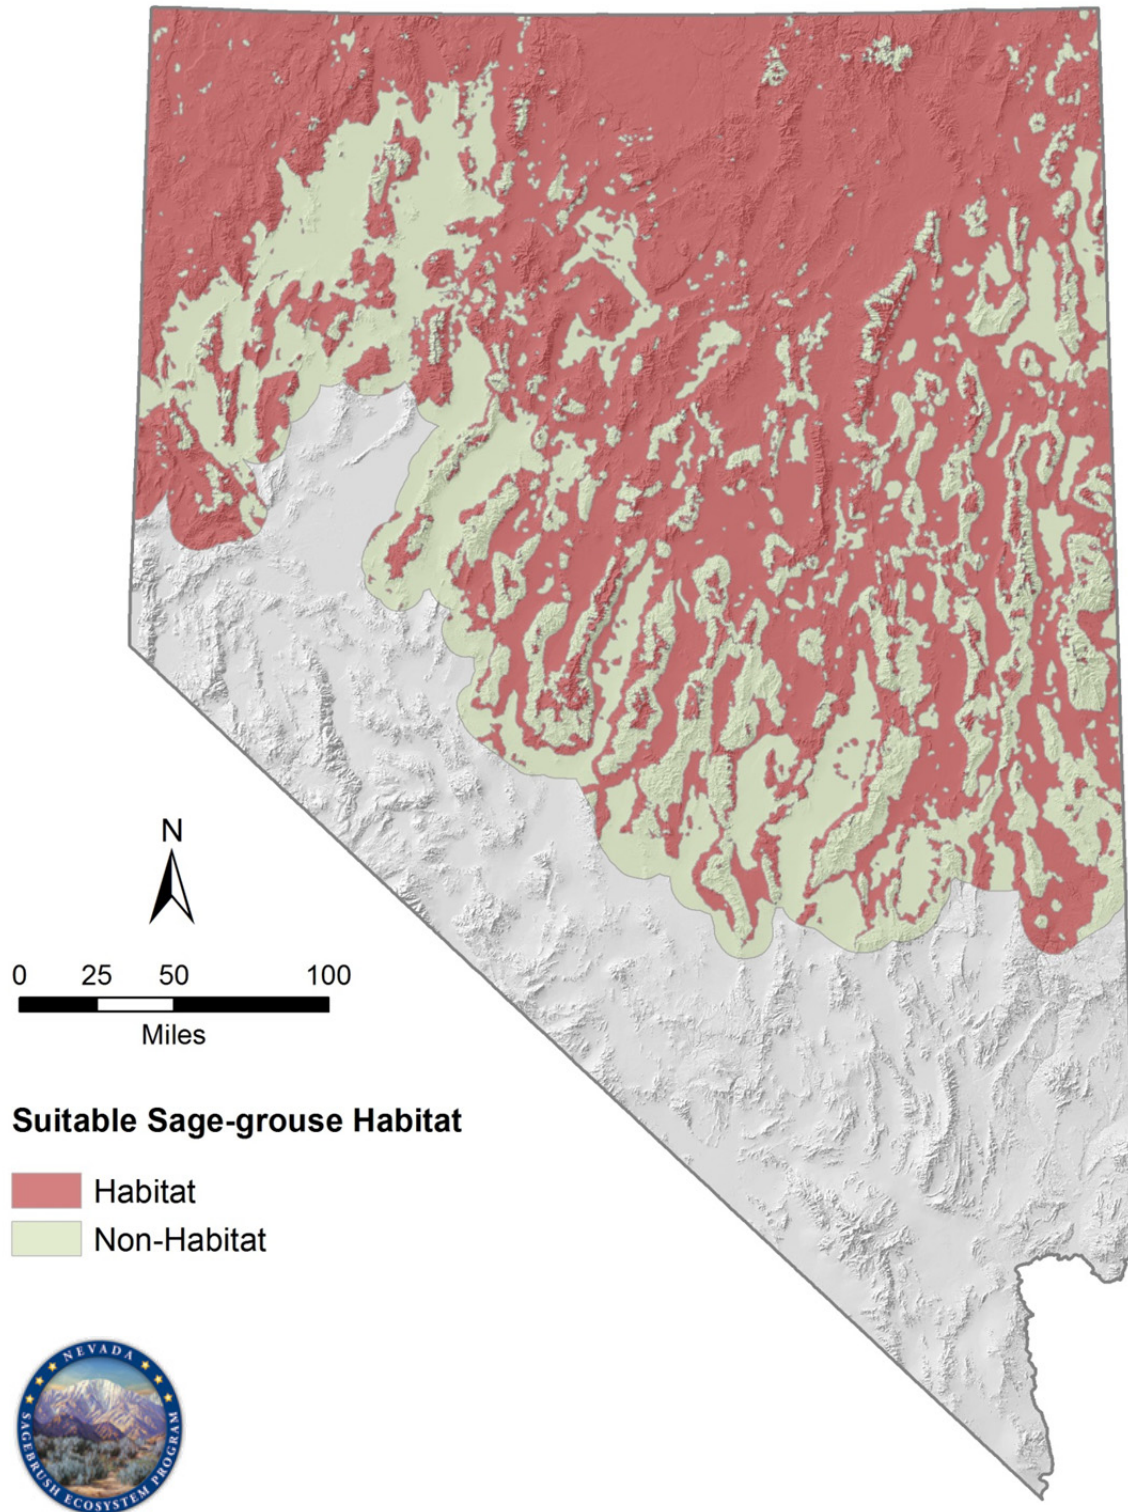 N
0 25 50 100
Miles
Suitable Sage-grouse Habitat
Habitat
Non-Habitat
NEVADA
SAGEBRUSH ECOSYSTEM PROGRAM